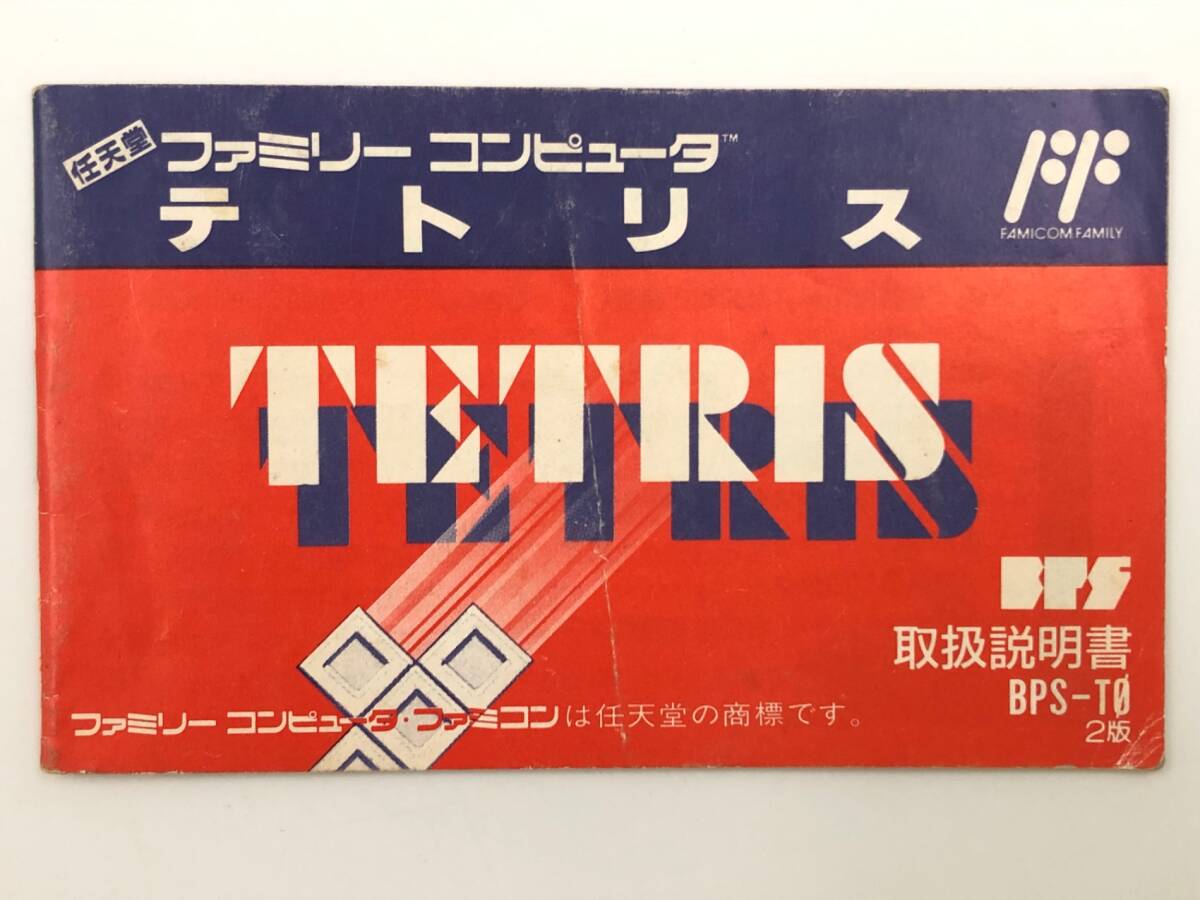 任天堂 ファミリー コンピュータ™
テトリス
FAMICOM FAMILY
TETRIS
BPS
取扱説明書
BPS-TØ
2版
ファミリー コンピュータ・ファミコンは任天堂の商標です。